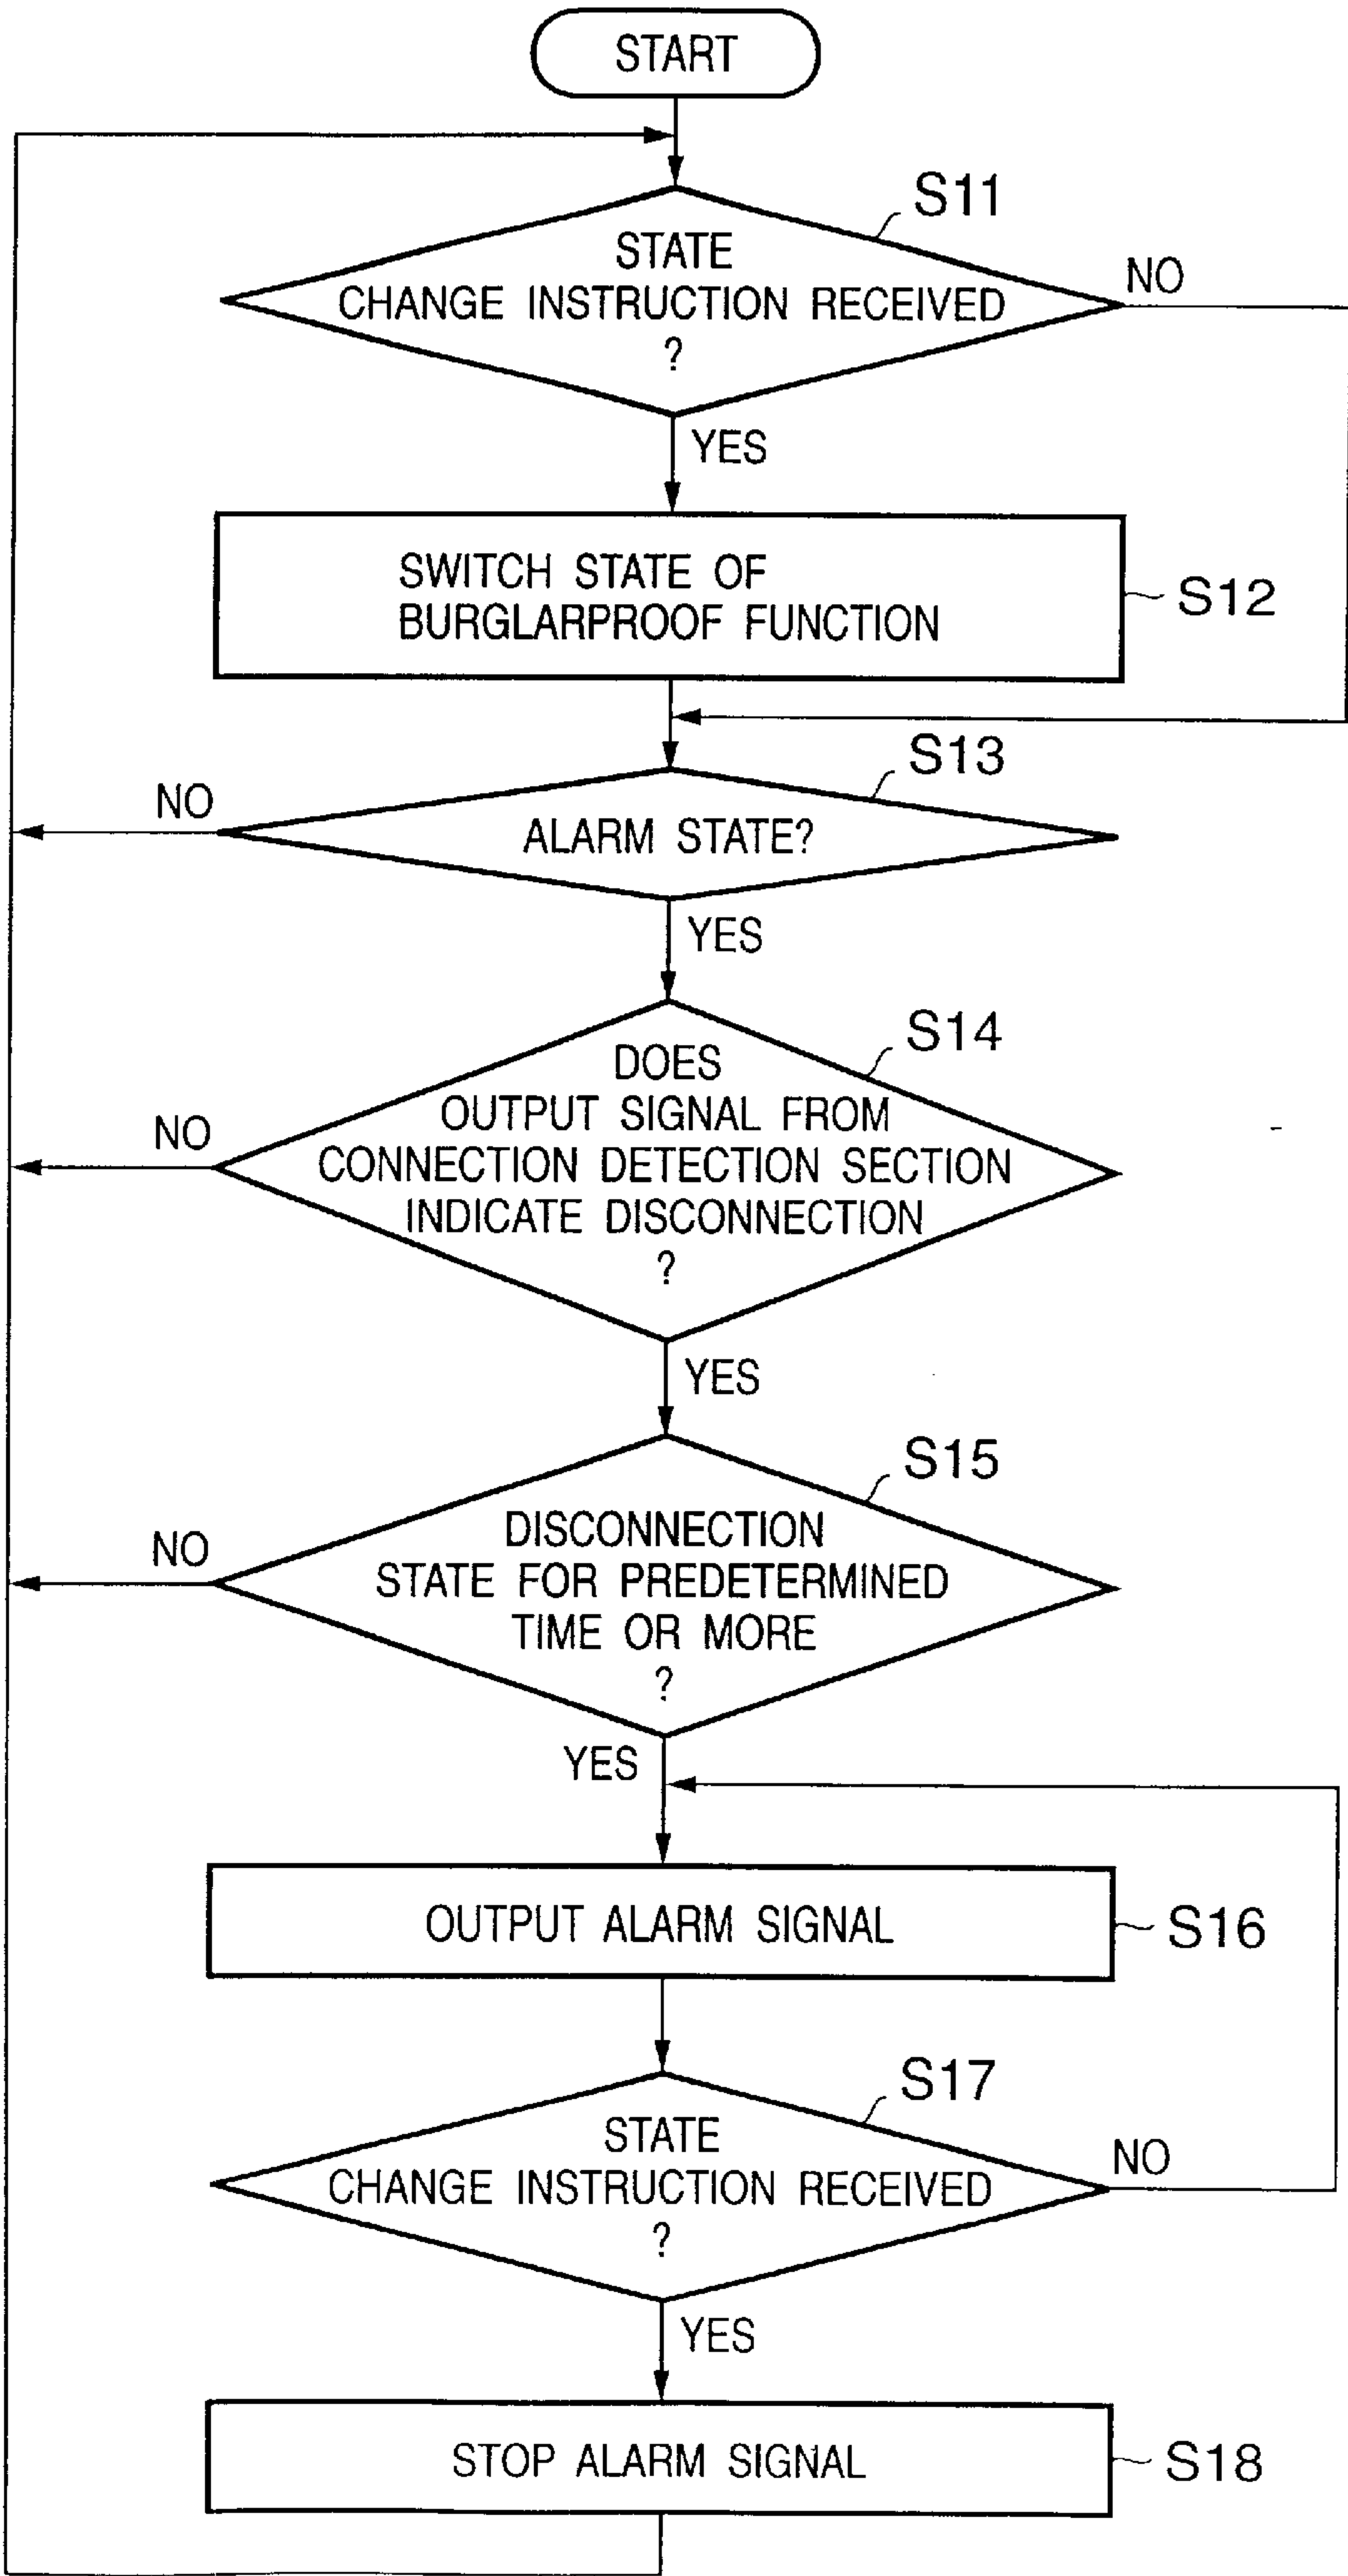 START
S11
STATE
CHANGE INSTRUCTION RECEIVED
?
NO
YES
SWITCH STATE OF
BURGLARPROOF FUNCTION
S12
S13
NO
ALARM STATE?
YES
S14
DOES
OUTPUT SIGNAL FROM
CONNECTION DETECTION SECTION
INDICATE DISCONNECTION
?
NO
YES
S15
DISCONNECTION
STATE FOR PREDETERMINED
TIME OR MORE
?
NO
YES
OUTPUT ALARM SIGNAL
S16
S17
STATE
CHANGE INSTRUCTION RECEIVED
?
NO
YES
STOP ALARM SIGNAL
S18